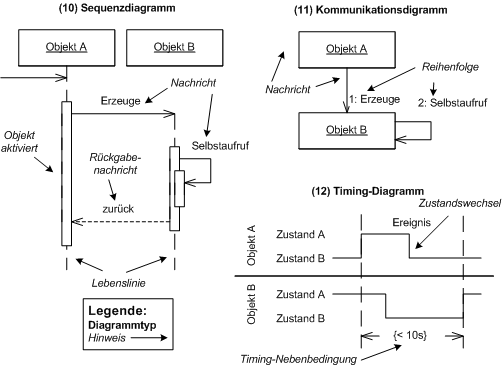 (10) Sequenzdiagramm
Objekt A
Objekt B
Nachricht
Erzeuge
Objekt
aktiviert
Selbstaufruf
Rückgabe-
nachricht
zurück
Lebenslinie
Legende:
Diagrammtyp
Hinweis
(11) Kommunikationsdigramm
Objekt A
Reihenfolge
Nachricht
1: Erzeuge
2: Selbstaufruf
Objekt B
(12) Timing-Diagramm
Zustandswechsel
Ereignis
Objekt A
Zustand A
Zustand B
Objekt B
Zustand A
Zustand B
{< 10s}
Timing-Nebenbedingung